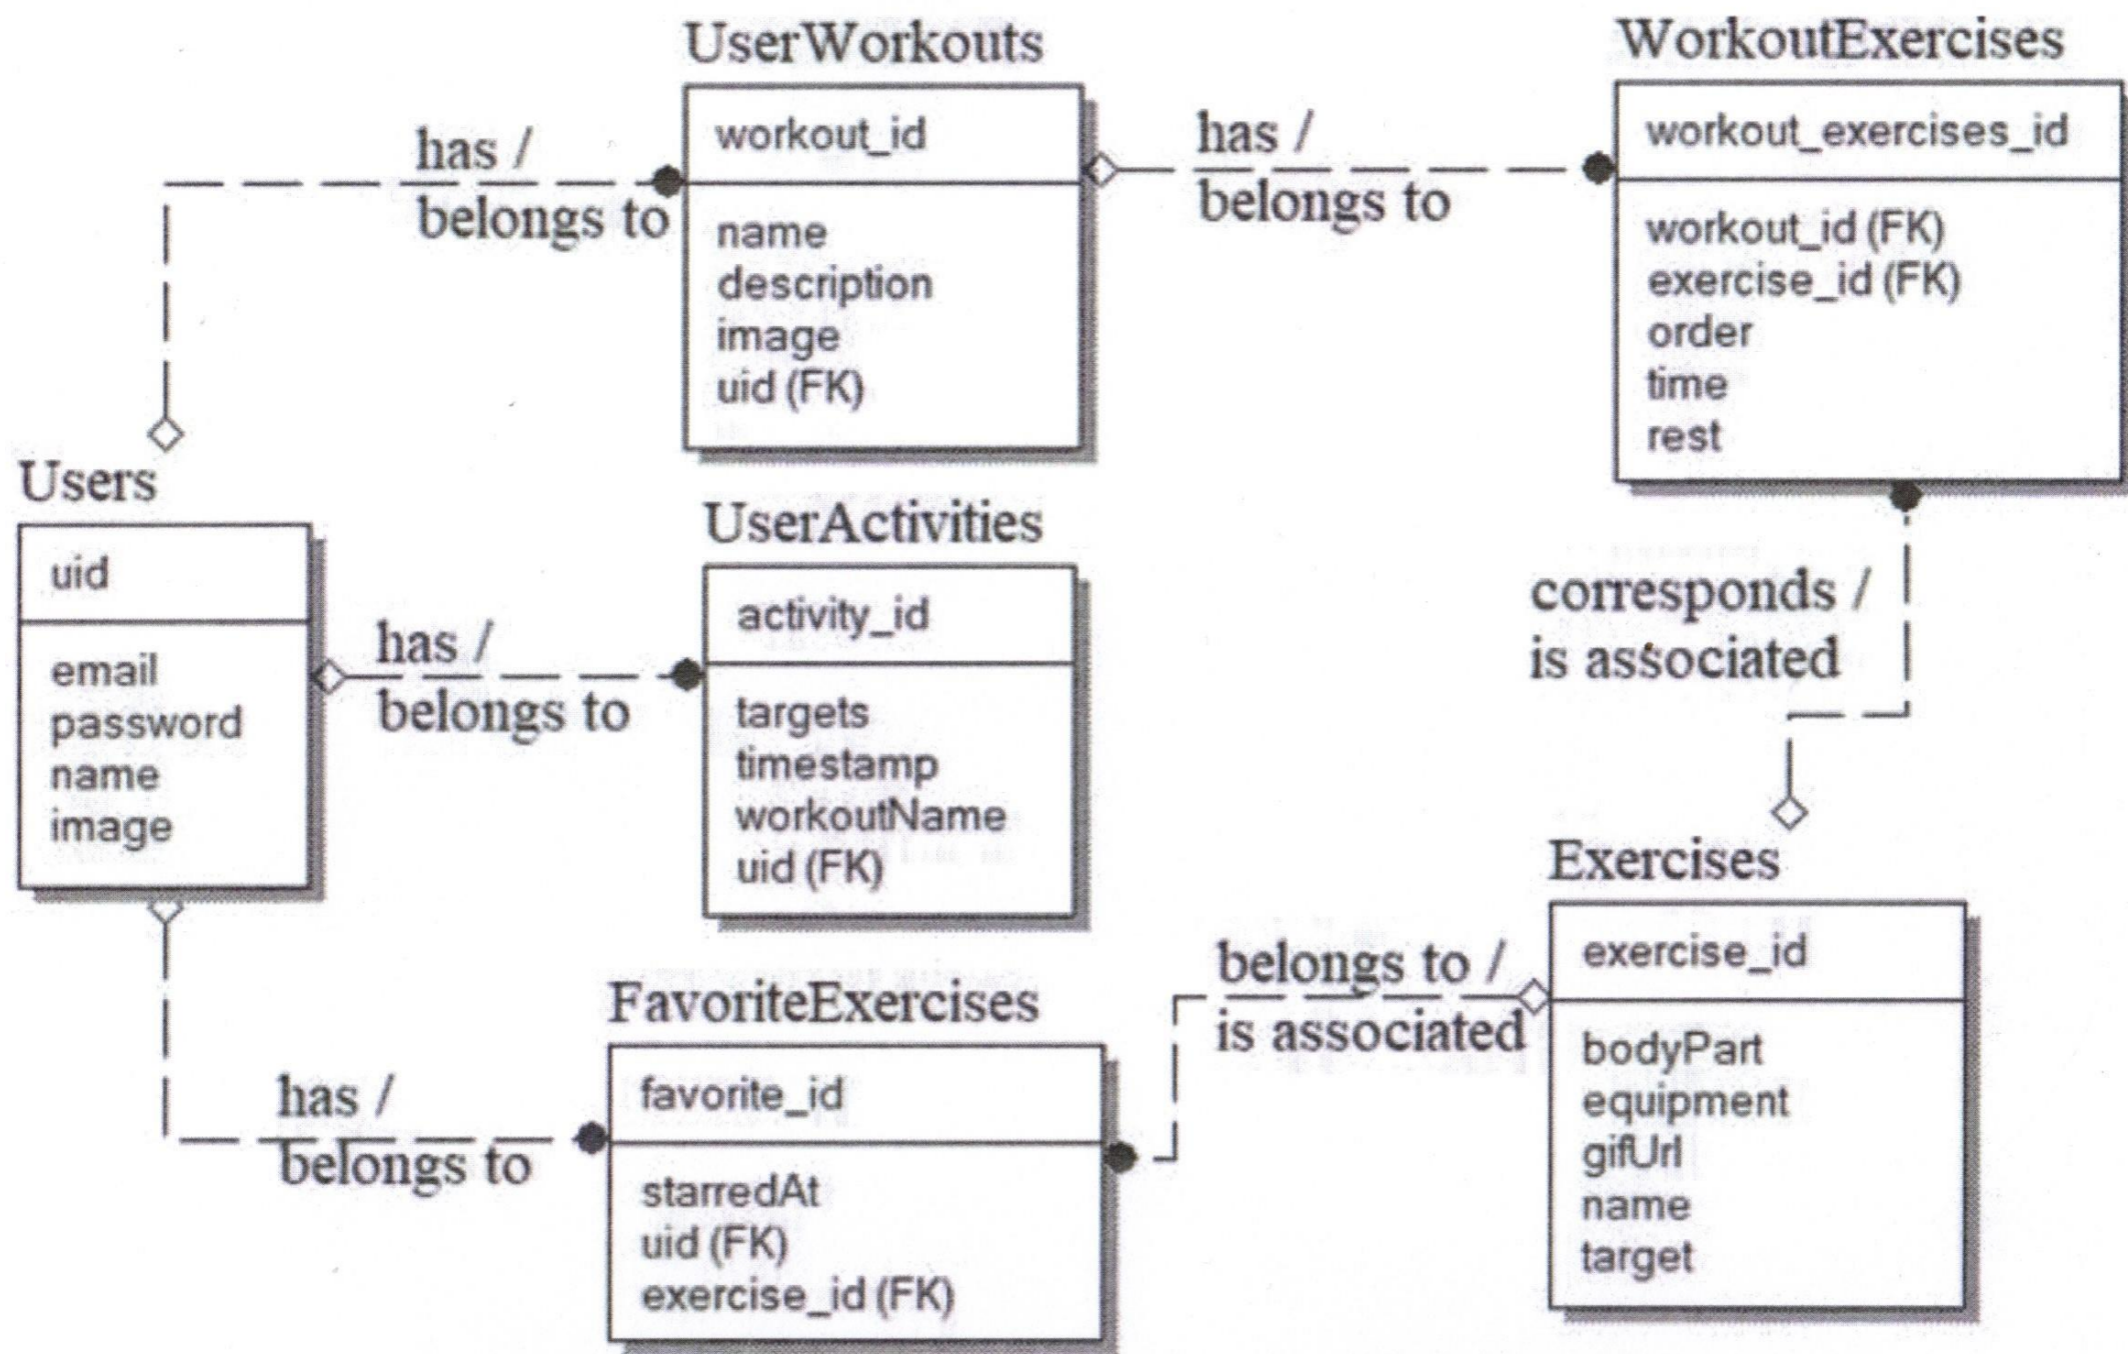 UserWorkouts
workout_id
name
description
image
uid (FK)
has /
belongs to
WorkoutExercises
workout_exercises_id
workout_id (FK)
exercise_id (FK)
order
time
rest
has /
belongs to
Users
uid
email
password
name
image
has /
belongs to
UserActivities
activity_id
targets
timestamp
workoutName
uid (FK)
corresponds /
is associated
Exercises
exercise_id
bodyPart
equipment
gifUrl
name
target
belongs to /
is associated
FavoriteExercises
favorite_id
starredAt
uid (FK)
exercise_id (FK)
has /
belongs to